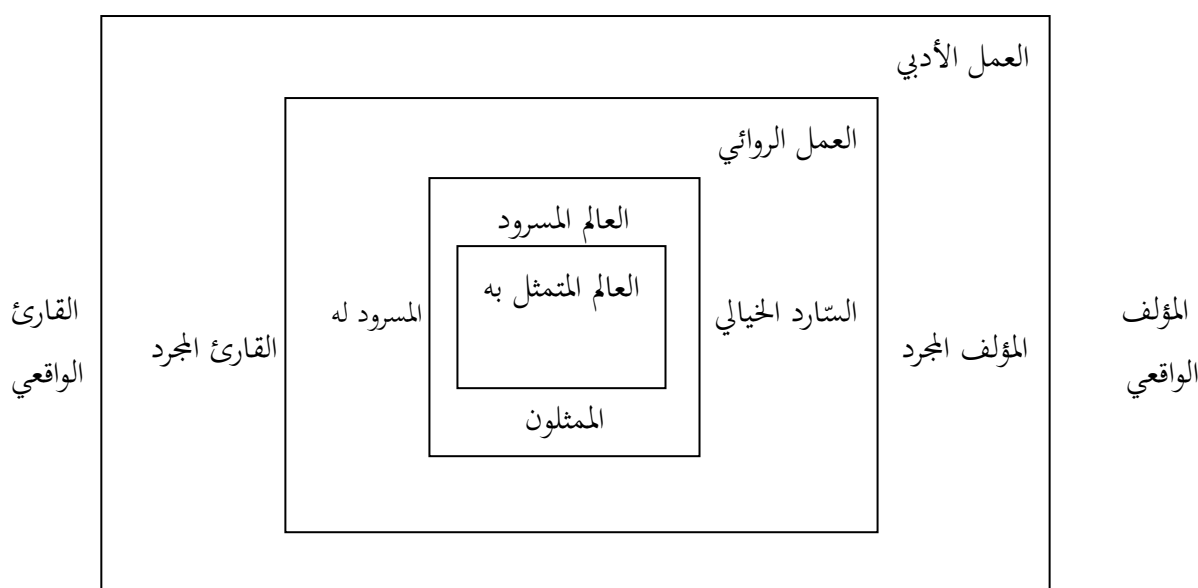 العمل الأدبي
العمل الروائي
العالم المسرود
العالم المتمثل به
المؤلف
الواقعي
المؤلف المجرد
السّارد الخيالي
المسرود له
القارئ المجرد
القارئ
الواقعي
الممثلون